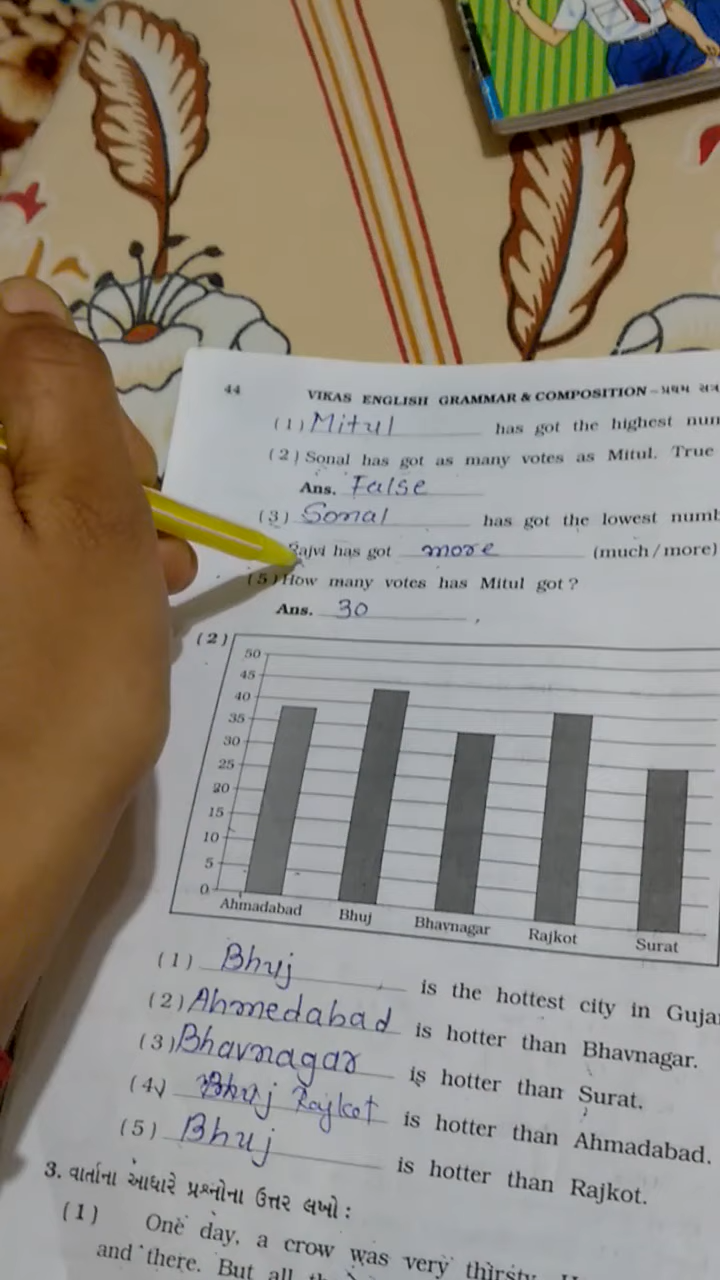 44 VIKAS ENGLISH GRAMMAR & COMPOSITION – પ્રથમ
(1) Mitul has got the highest
(2) Sonal has got as many votes as Mitul. True
Ans. False
(3) Sonal has got the lowest
Rajvi has got more (much/more)
(5) How many votes has Mitul got?
Ans. 30
(2)
50
45
40
35
30
25
20
15
10
5
0
Ahmadabad Bhuj Bhavnagar Rajkot Surat
(1) Bhuj is the hottest city in
(2) Ahmedabad is hotter than Bhavnagar.
(3) Bhavnagar is hotter than Surat.
(4) Bhuj Rajkot is hotter than Ahmadabad.
(5) Bhuj is hotter than Rajkot.
3. વાર્તાના આધારે પ્રશ્નોના ઉત્તર લખો :
(1) One day, a crow was very thirsty.
and there. But all